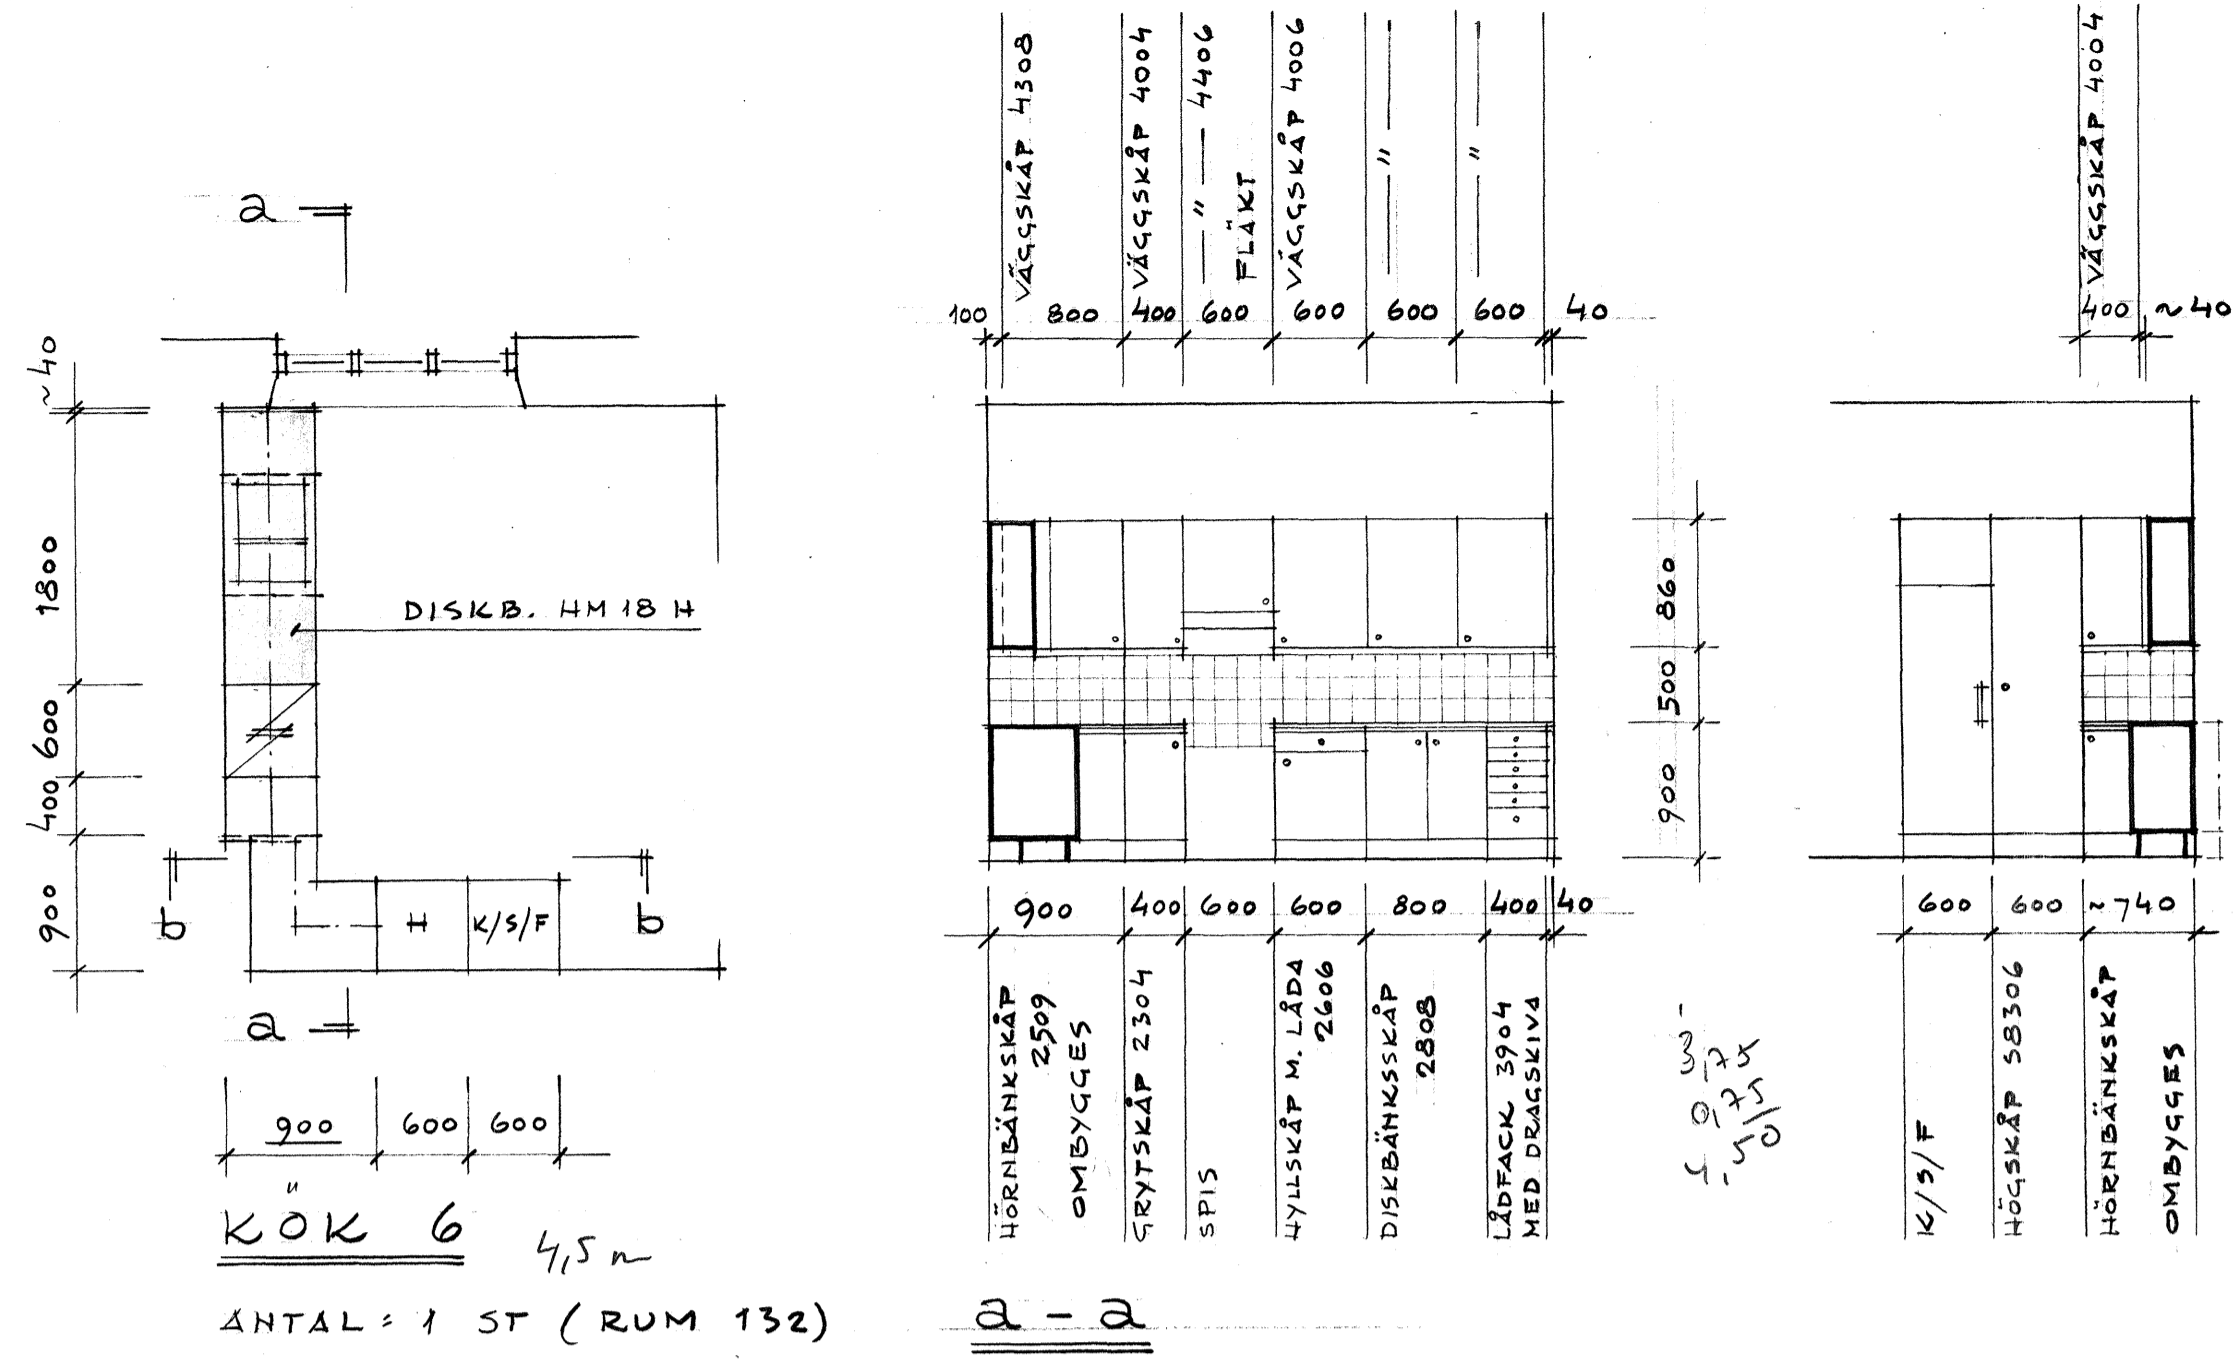 a
~40
1800
600
400
900
DISKB. HM 18 H
H
K/S/F
b
b
a
900
600
600
KÖK 6
4,5 m
ANTAL = 1 ST (RUM 132)
VÄGGSKÅP 4308
VÄGGSKÅP 4004
— " — 4406
FLÄKT
VÄGGSKÅP 4006
— " —
— " —
100
800
400
600
600
600
600
40
860
500
900
900
400
600
600
800
400
40
HÖRNBÄNKSKÅP
2509
OMBYGGES
GRYTSKÅP 2304
SPIS
HYLLSKÅP M. LÅDA
2606
DISKBÄNKSSKÅP
2808
LÅDFACK 3904
MED DRAGSKIVA
a - a
3,75
0,75
4,50
VÄGGSKÅP 4004
400
~40
600
600
~740
K/S/F
HÖGSKÅP 58306
HÖRNBÄNKSKÅP
OMBYGGES